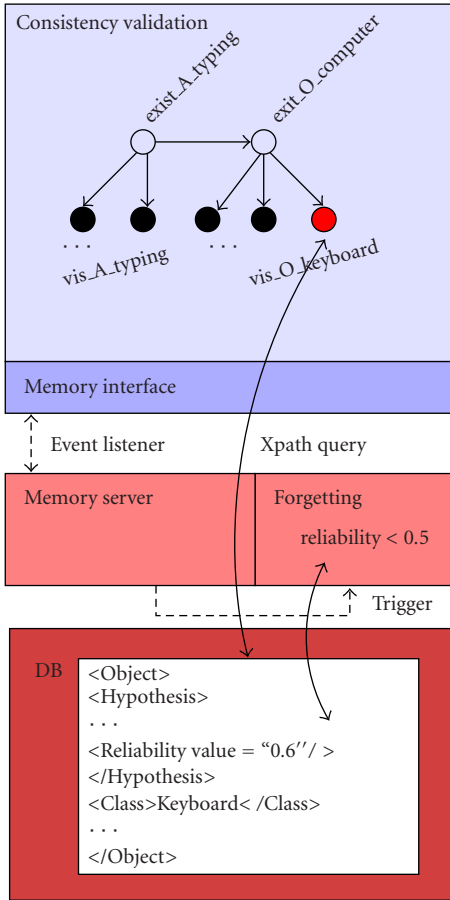 Consistency validation
exist_A_typing
exit_O_computer
. . .
. . .
vis_A_typing
vis_O_keyboard
Memory interface
Event listener
Xpath query
Memory server
Forgetting
reliability < 0.5
Trigger
DB
<Object>
<Hypothesis>
. . .
<Reliability value = “0.6′′/ >
</Hypothesis>
<Class>Keyboard< /Class>
. . .
</Object>